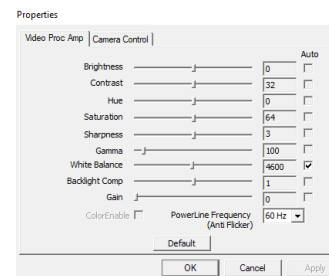 Properties
Video Proc Amp Camera Control
Auto
Brightness 0
Contrast 32
Hue 0
Saturation 64
Sharpness 3
Gamma 100
White Balance 4600
Backlight Comp 1
Gain 0
ColorEnable PowerLine Frequency (Anti Flicker) 60 Hz
Default
OK Cancel Apply